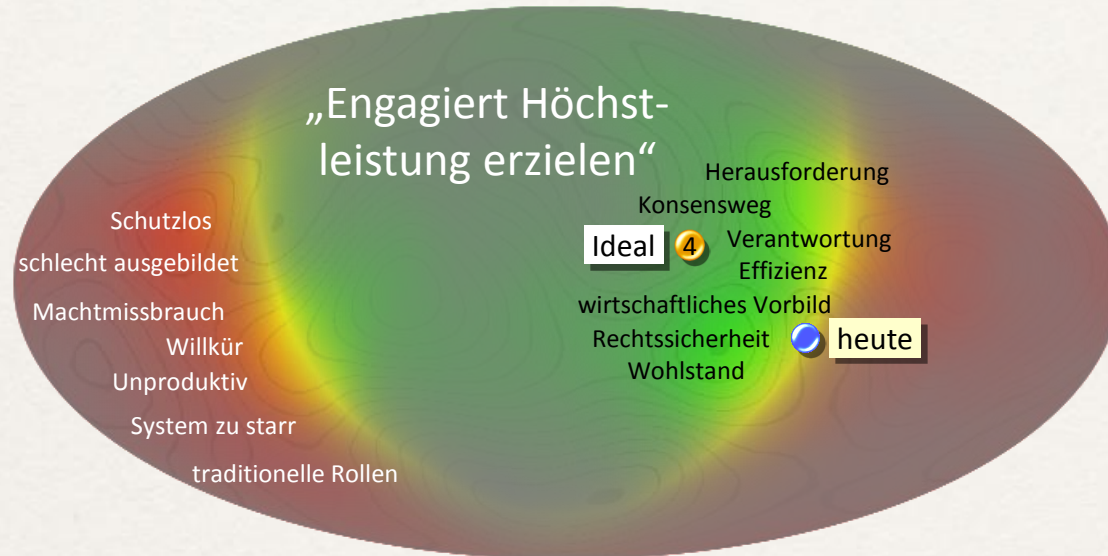 „Engagiert Höchst-
leistung erzielen“
Herausforderung
Konsensweg
Ideal 4 Verantwortung
Effizienz
wirtschaftliches Vorbild
Rechtssicherheit heute
Wohlstand
Schutzlos
schlecht ausgebildet
Machtmissbrauch
Willkür
Unproduktiv
System zu starr
traditionelle Rollen